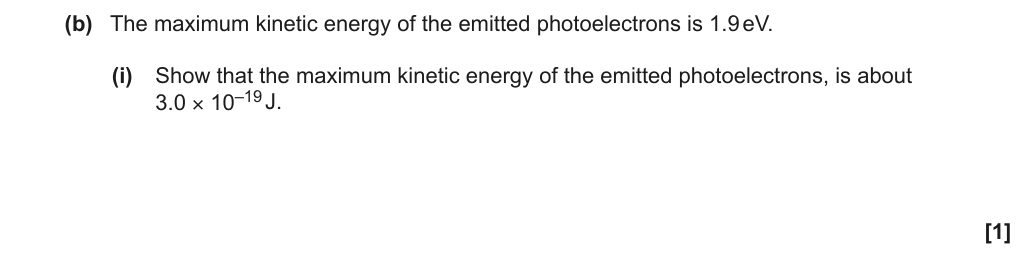 (b) The maximum kinetic energy of the emitted photoelectrons is 1.9 eV.
(i) Show that the maximum kinetic energy of the emitted photoelectrons, is about
3.0 × 10⁻¹⁹ J.
[1]